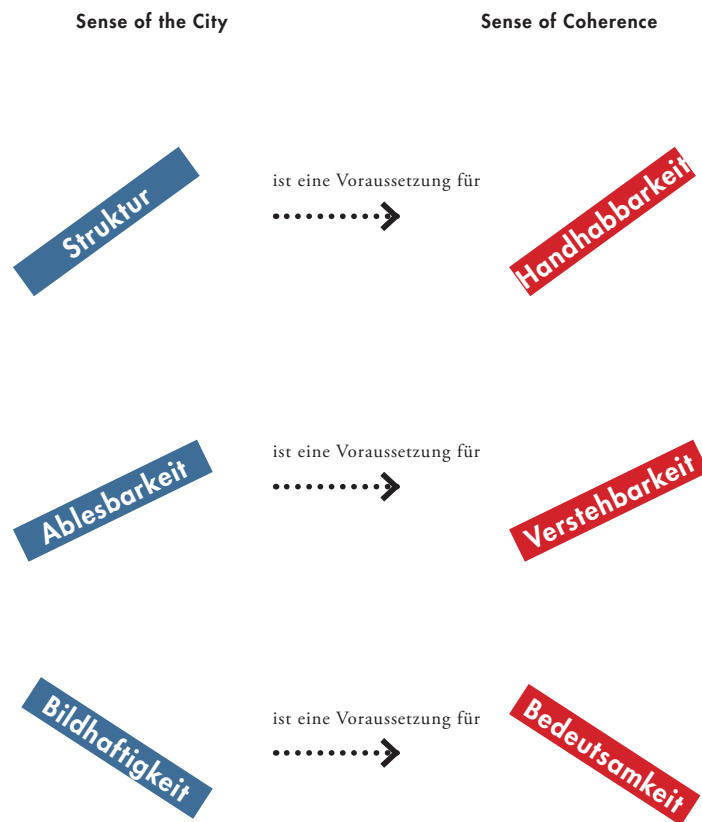 Sense of the City
Sense of Coherence
Struktur
ist eine Voraussetzung für
Handhabbarkeit
Ablesbarkeit
ist eine Voraussetzung für
Verstehbarkeit
Bildhaftigkeit
ist eine Voraussetzung für
Bedeutsamkeit